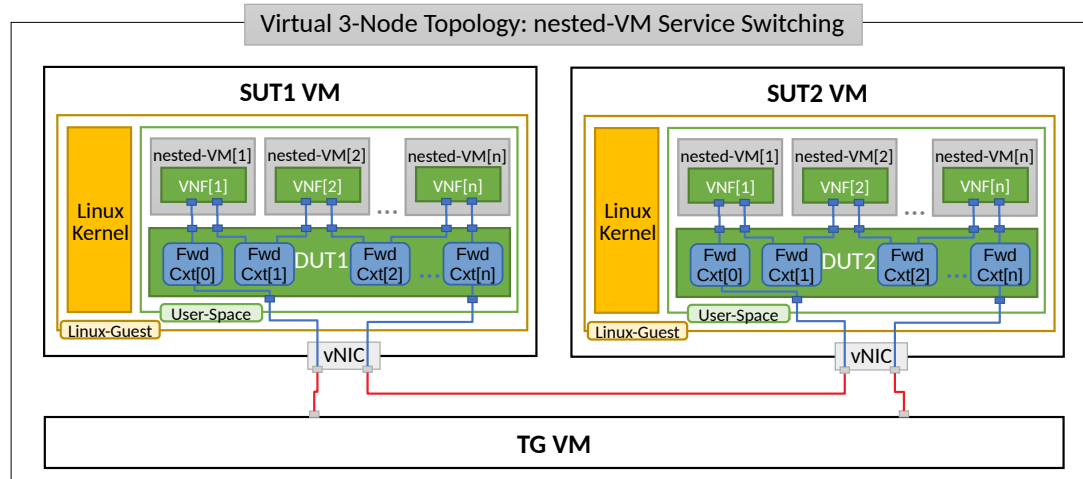 Virtual 3-Node Topology: nested-VM Service Switching
SUT1 VM
Linux
Kernel
nested-VM[1]
nested-VM[2]
nested-VM[n]
VNF[1]
VNF[2]
...
VNF[n]
Fwd
Cxt[0]
Fwd
Cxt[1]
DUT1
Fwd
Cxt[2]
...
Fwd
Cxt[n]
User-Space
Linux-Guest
vNIC
SUT2 VM
Linux
Kernel
nested-VM[1]
nested-VM[2]
nested-VM[n]
VNF[1]
VNF[2]
...
VNF[n]
Fwd
Cxt[0]
Fwd
Cxt[1]
DUT2
Fwd
Cxt[2]
...
Fwd
Cxt[n]
User-Space
Linux-Guest
vNIC
TG VM